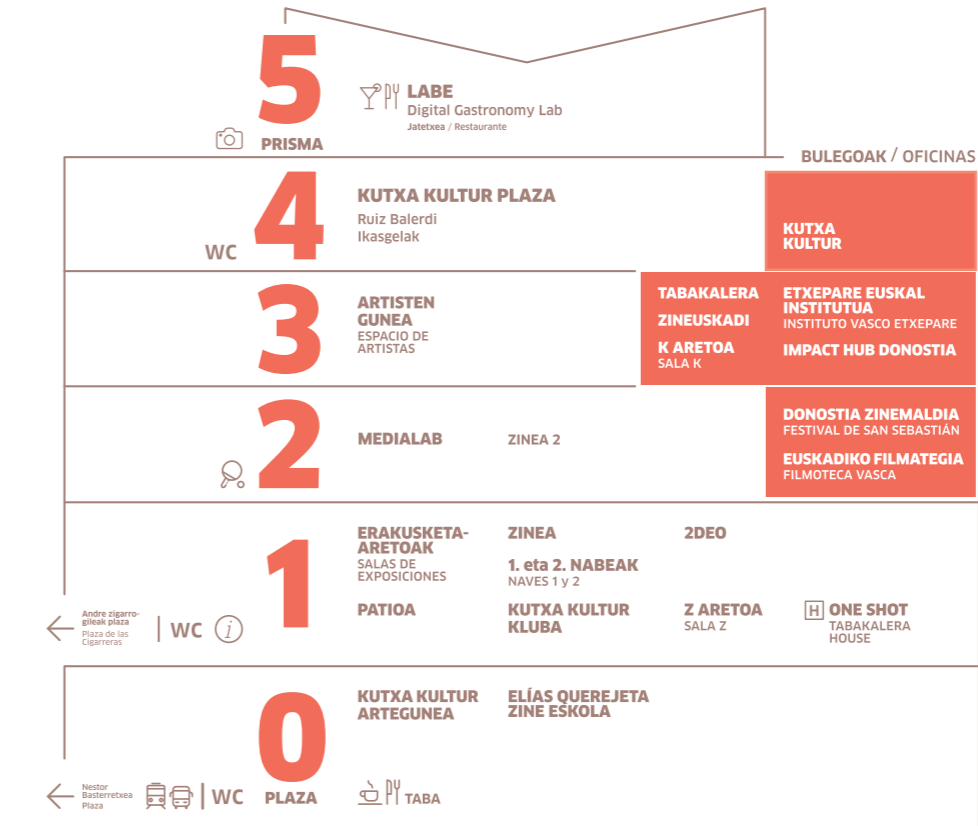 5
PRISMA
LABE
Digital Gastronomy Lab
Jatetxea / Restaurante
BULEGOAK / OFICINAS
4
WC
KUTXA KULTUR PLAZA
Ruiz Balerdi
Ikasgelak
KUTXA
KULTUR
3
ARTISTEN
GUNEA
ESPACIO DE
ARTISTAS
TABAKALERA
ZINEUSKADI
K ARETOA
SALA K
ETXEPARE EUSKAL
INSTITUTUA
INSTITUTO VASCO ETXEPARE
IMPACT HUB DONOSTIA
2
MEDIALAB
ZINEA 2
DONOSTIA ZINEMALDIA
FESTIVAL DE SAN SEBASTIÁN
EUSKADIKO FILMATEGIA
FILMOTECA VASCA
1
ERAKUSKETA-
ARETOAK
SALAS DE
EXPOSICIONES
ZINEA
2DEO
1. eta 2. NABEAK
NAVES 1 y 2
PATIOA
KUTXA KULTUR
KLUBA
Z ARETOA
SALA Z
H ONE SHOT
TABAKALERA
HOUSE
Andre zigarro-
gileak plaza
Plaza de las
Cigarreras
WC i
0
PLAZA
KUTXA KULTUR
ARTEGUNEA
ELÍAS QUEREJETA
ZINE ESKOLA
Nestor
Basterretxea
Plaza
WC
TABA